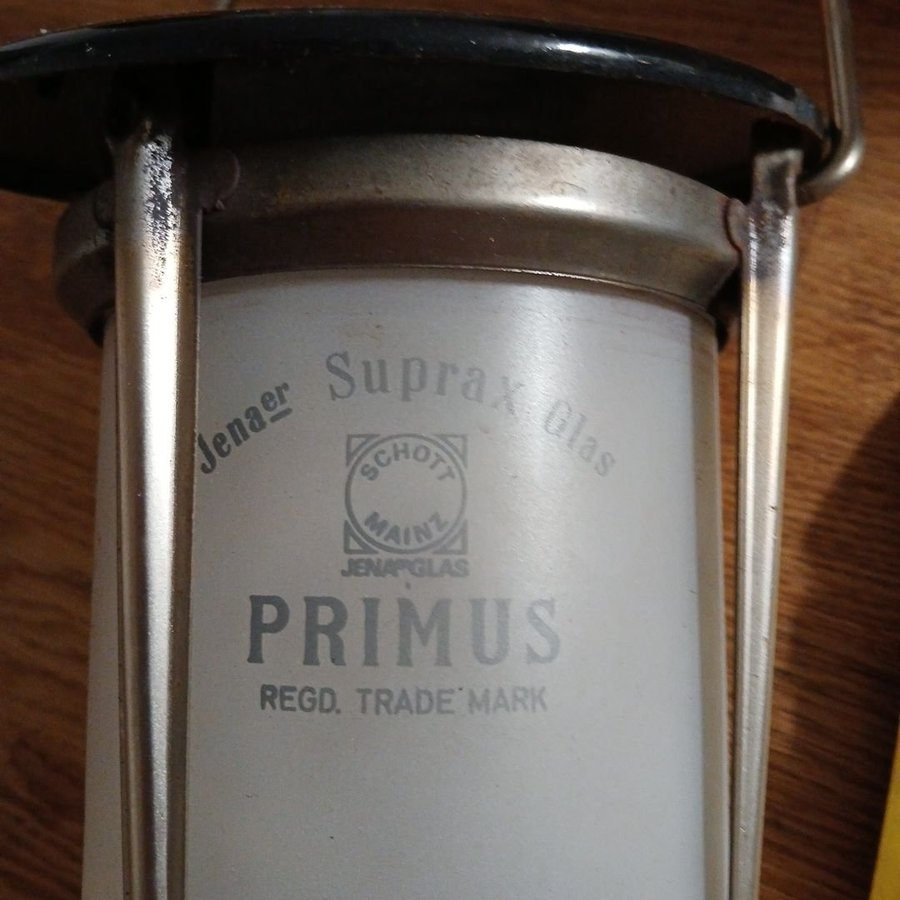 Jenaer Suprax Glas
SCHOTT
MAINZ
JENAerGLAS
PRIMUS
REGD. TRADE MARK